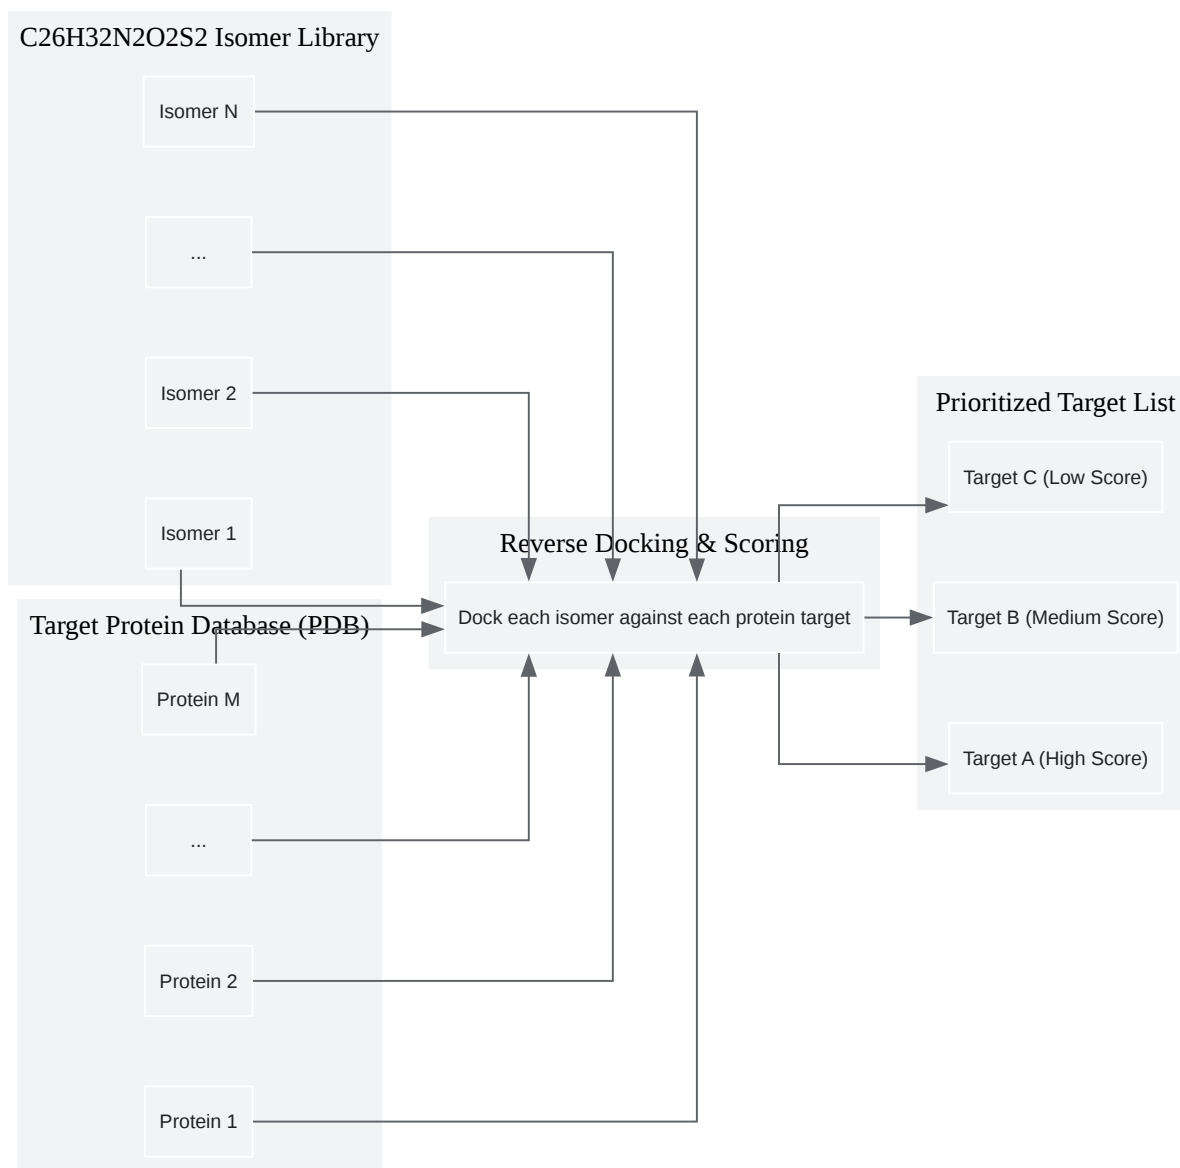 C26H32N2O2S2 Isomer Library
Isomer N
...
Isomer 2
Isomer 1
Target Protein Database (PDB)
Protein M
...
Protein 2
Protein 1
Reverse Docking & Scoring
Dock each isomer against each protein target
Prioritized Target List
Target C (Low Score)
Target B (Medium Score)
Target A (High Score)